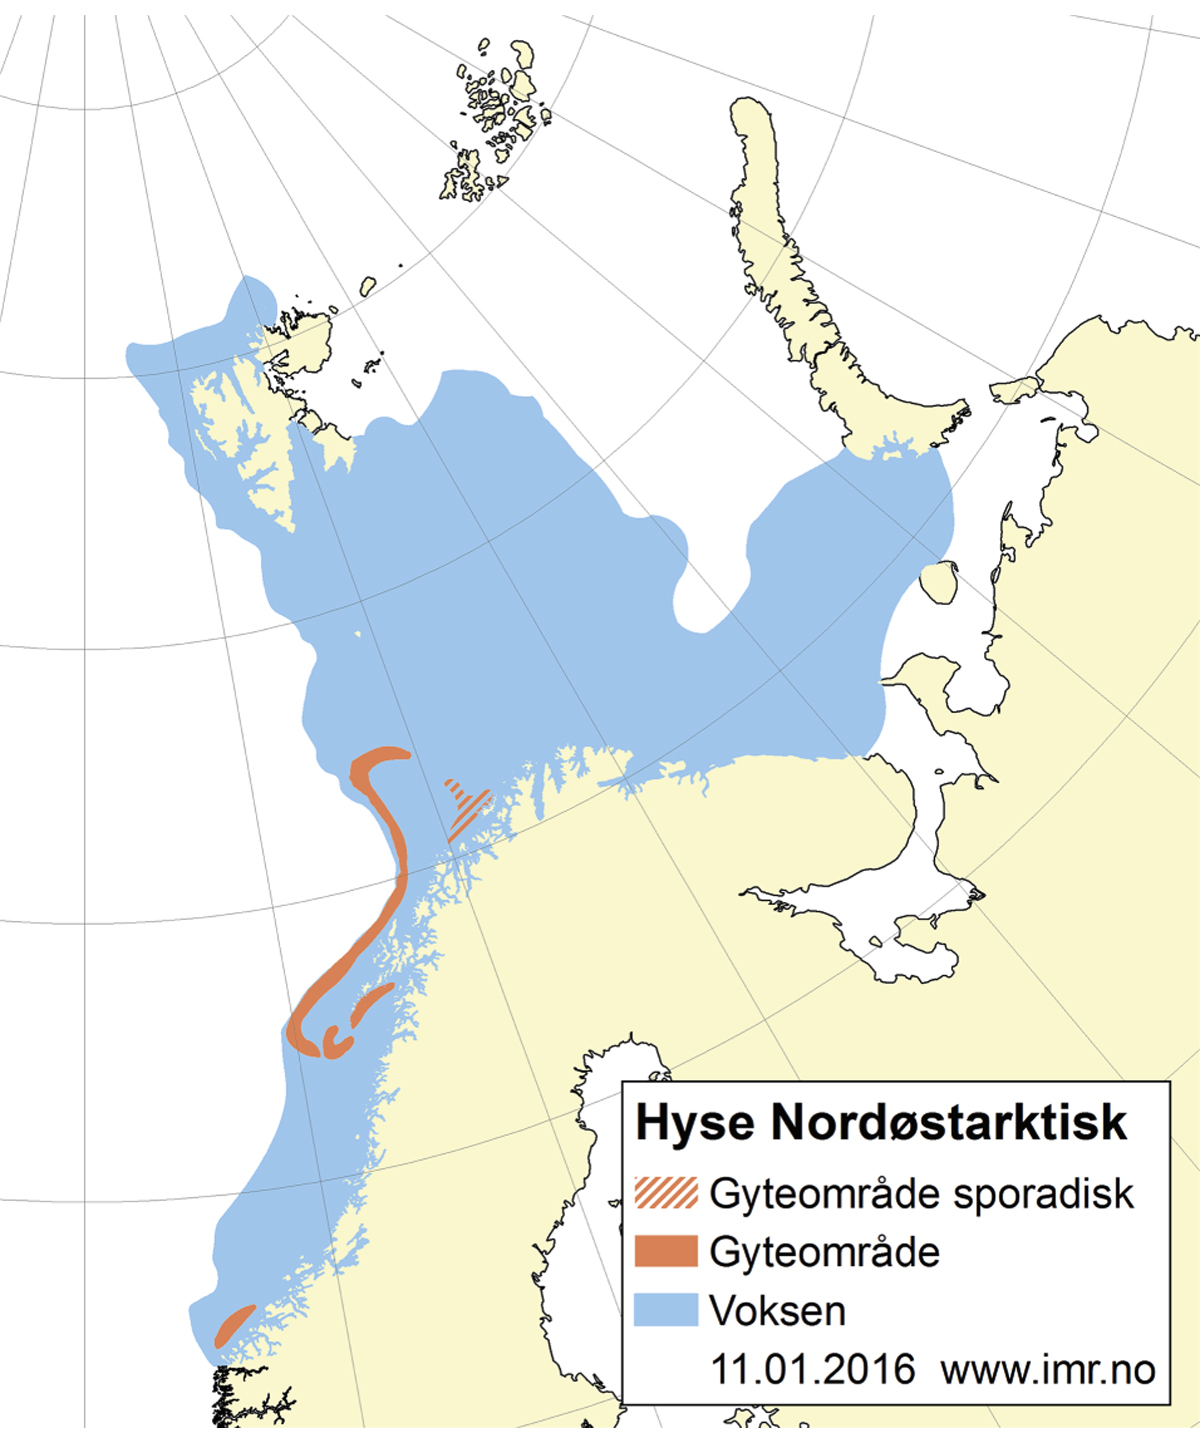 Hyse Nordøstarktisk
Gyteområde sporadisk
Gyteområde
Voksen
11.01.2016 www.imr.no